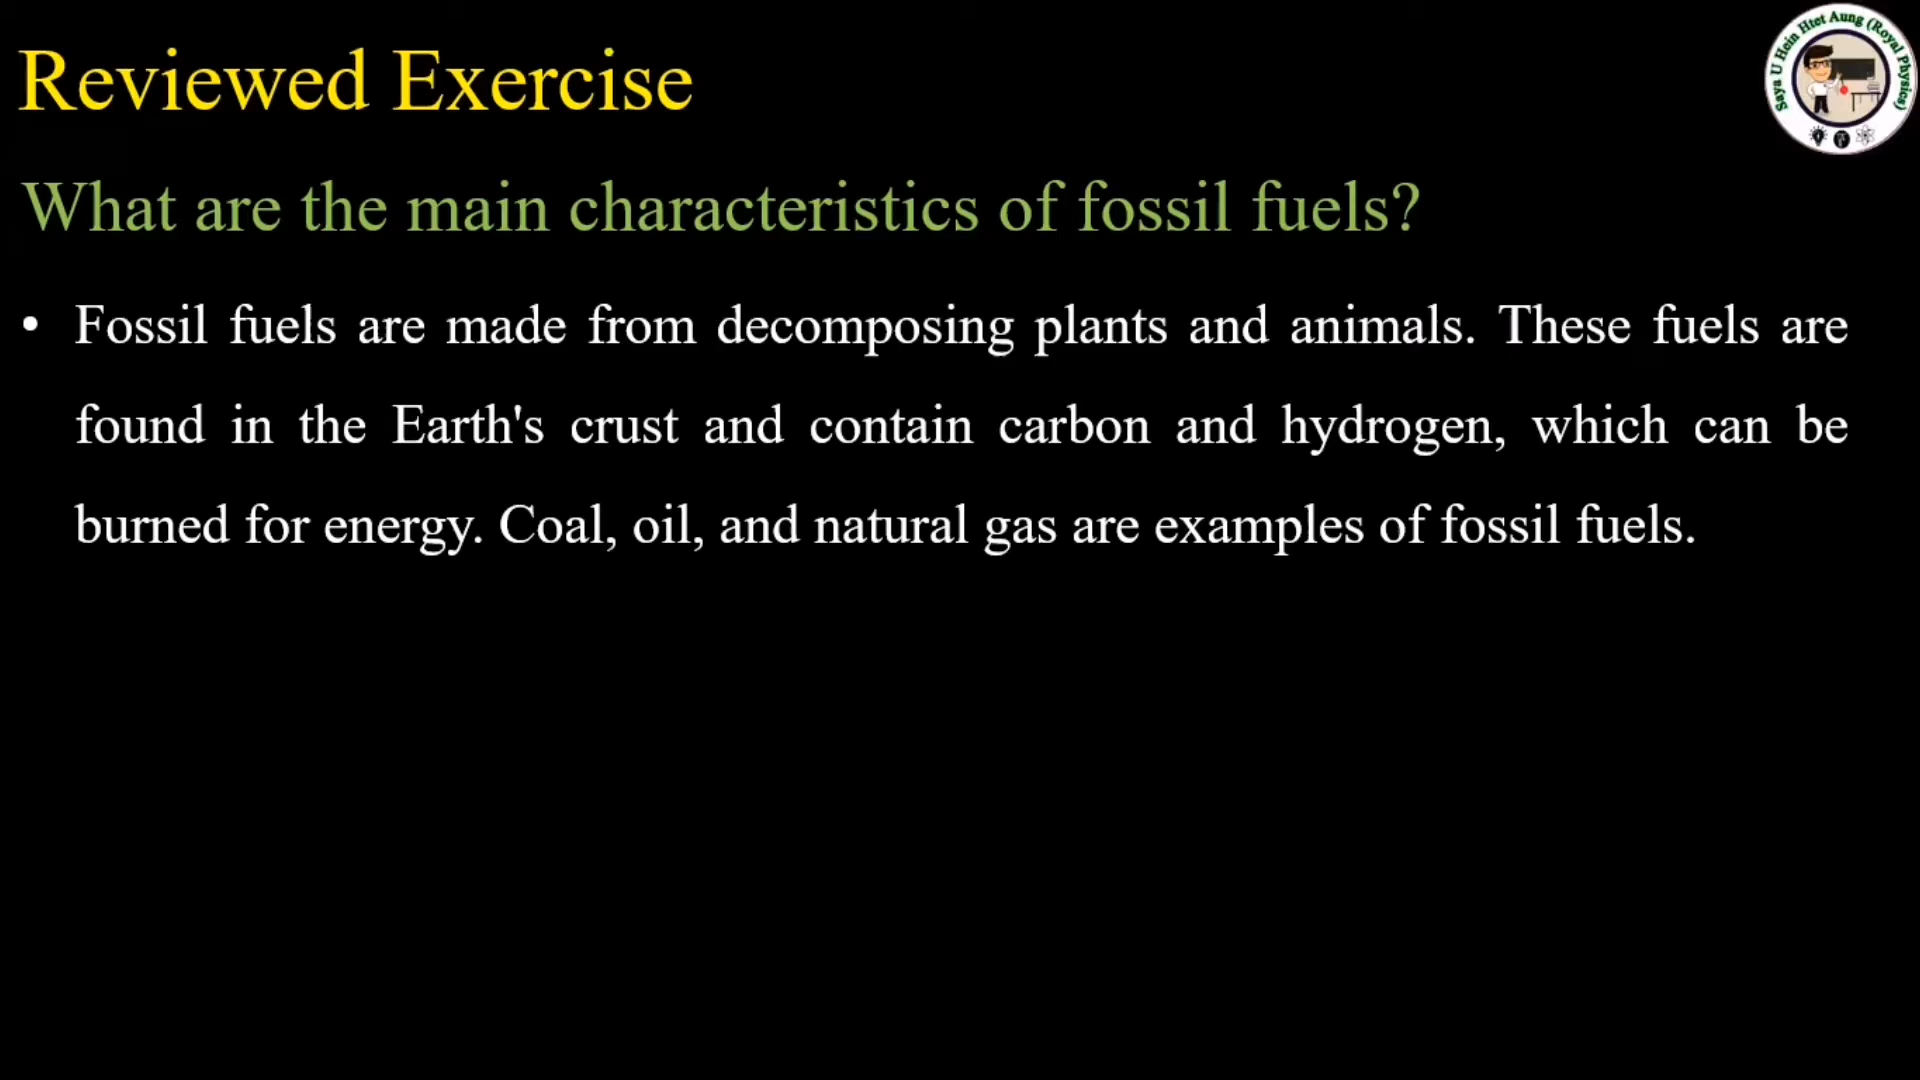 Reviewed Exercise
Saya U Hein Htet Aung (Royal Physics)
What are the main characteristics of fossil fuels?
• Fossil fuels are made from decomposing plants and animals. These fuels are
found in the Earth's crust and contain carbon and hydrogen, which can be
burned for energy. Coal, oil, and natural gas are examples of fossil fuels.